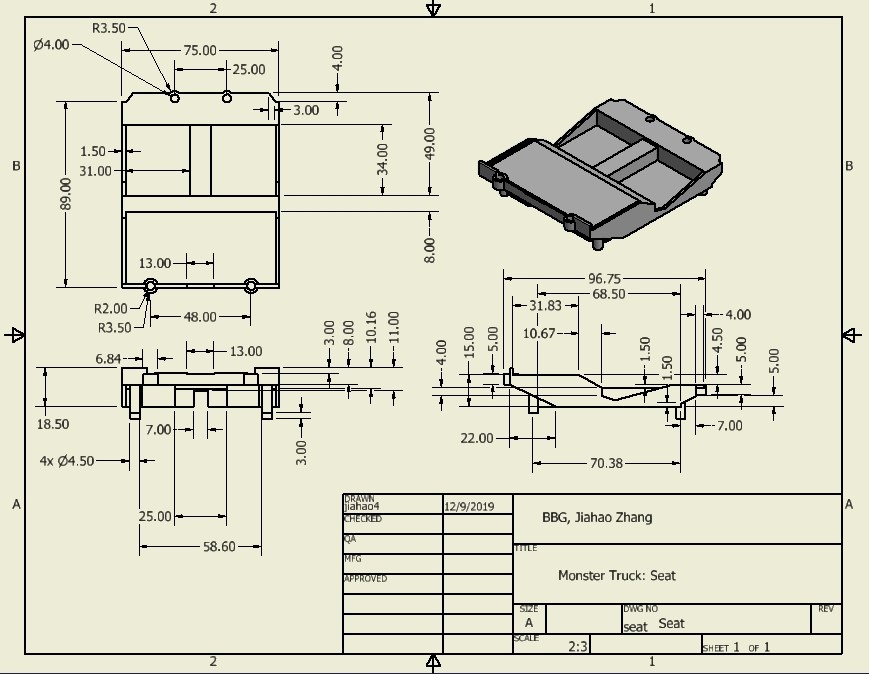 2
1
R3.50
Ø4.00
75.00
25.00
4.00
3.00
B
B
1.50
31.00
34.00
49.00
89.00
8.00
13.00
R2.00
R3.50
48.00
96.75
68.50
31.83
4.00
10.67
4.00
15.00
5.00
1.50
1.50
4.50
5.00
5.00
22.00
7.00
70.38
6.84
13.00
3.00
8.00
10.16
11.00
18.50
7.00
3.00
4x Ø4.50
25.00
58.60
A
A
DRAWN
jiahao4
12/9/2019
CHECKED
QA
MFG
APPROVED
BBG, Jiahao Zhang
TITLE
Monster Truck: Seat
SIZE
A
DWG NO
seat Seat
REV
SCALE
2:3
SHEET 1 OF 1
2
1